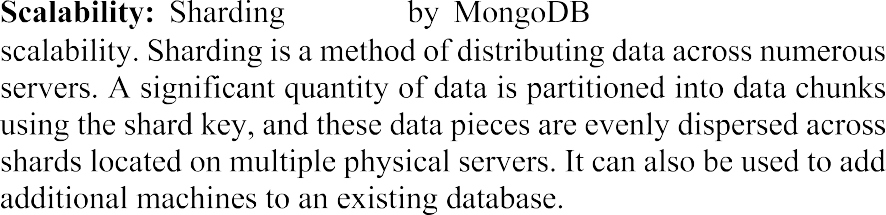 Scalability: Sharding by MongoDB
scalability. Sharding is a method of distributing data across numerous
servers. A significant quantity of data is partitioned into data chunks
using the shard key, and these data pieces are evenly dispersed across
shards located on multiple physical servers. It can also be used to add
additional machines to an existing database.